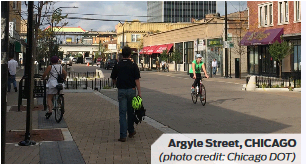 Argyle Street, CHICAGO
(photo credit: Chicago DOT)